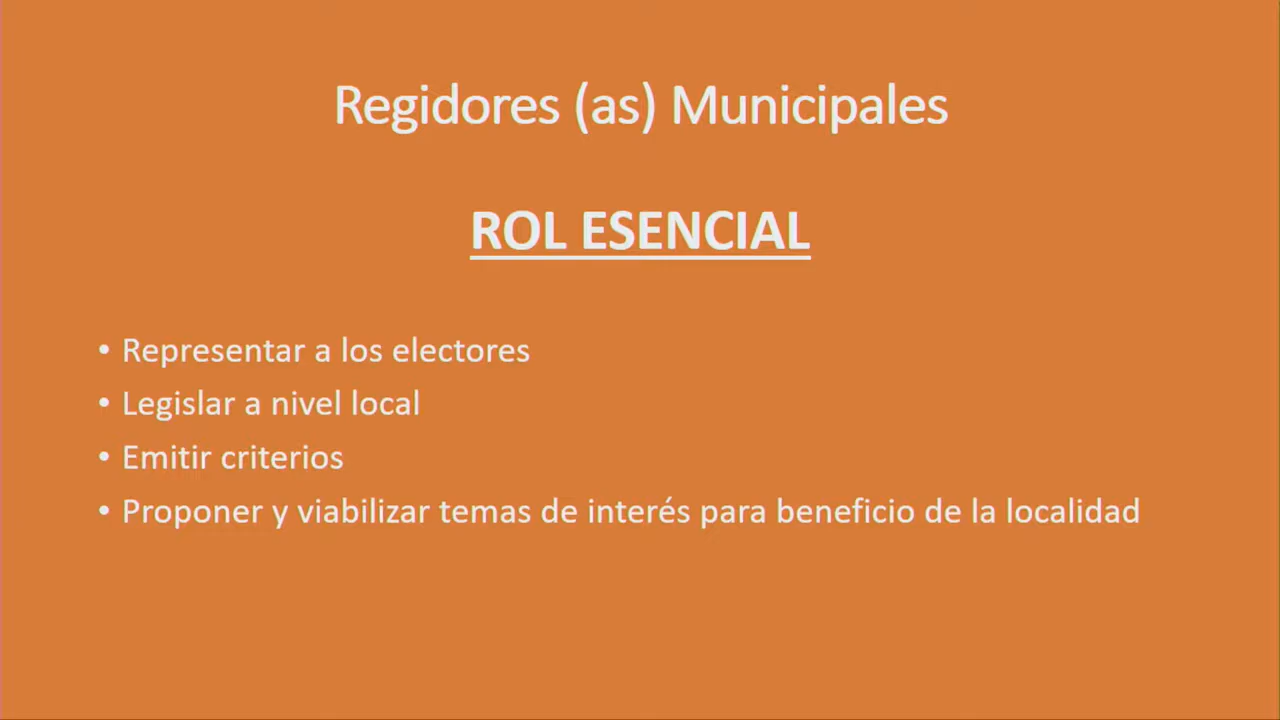 Regidores (as) Municipales
ROL ESENCIAL
• Representar a los electores
• Legislar a nivel local
• Emitir criterios
• Proponer y viabilizar temas de interés para beneficio de la localidad